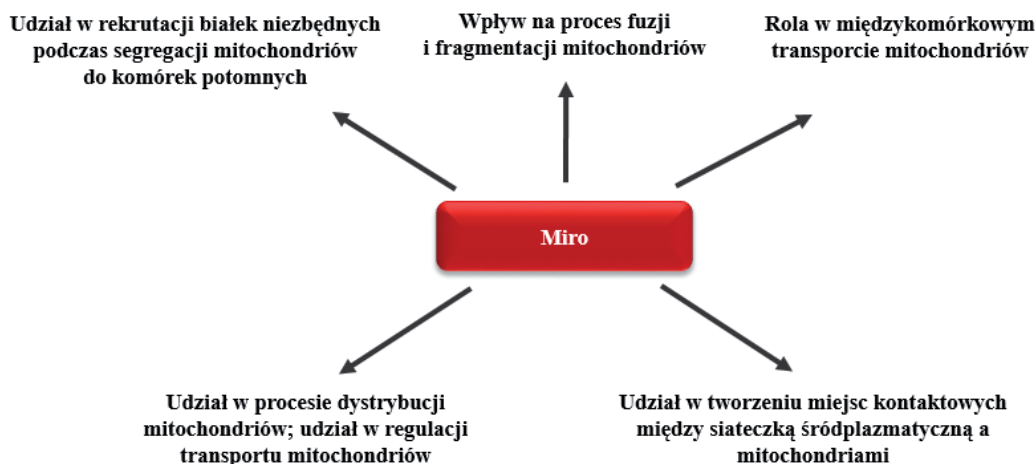 Udział w rekrutacji białek niezbędnych
podczas segregacji mitochondriów
do komórek potomnych
Wpływ na proces fuzji
i fragmentacji mitochondriów
Rola w międzykomórkowym
transporcie mitochondriów
Miro
Udział w procesie dystrybucji
mitochondriów; udział w regulacji
transportu mitochondriów
Udział w tworzeniu miejsc kontaktowych
między siateczką śródplazmatyczną a
mitochondriami